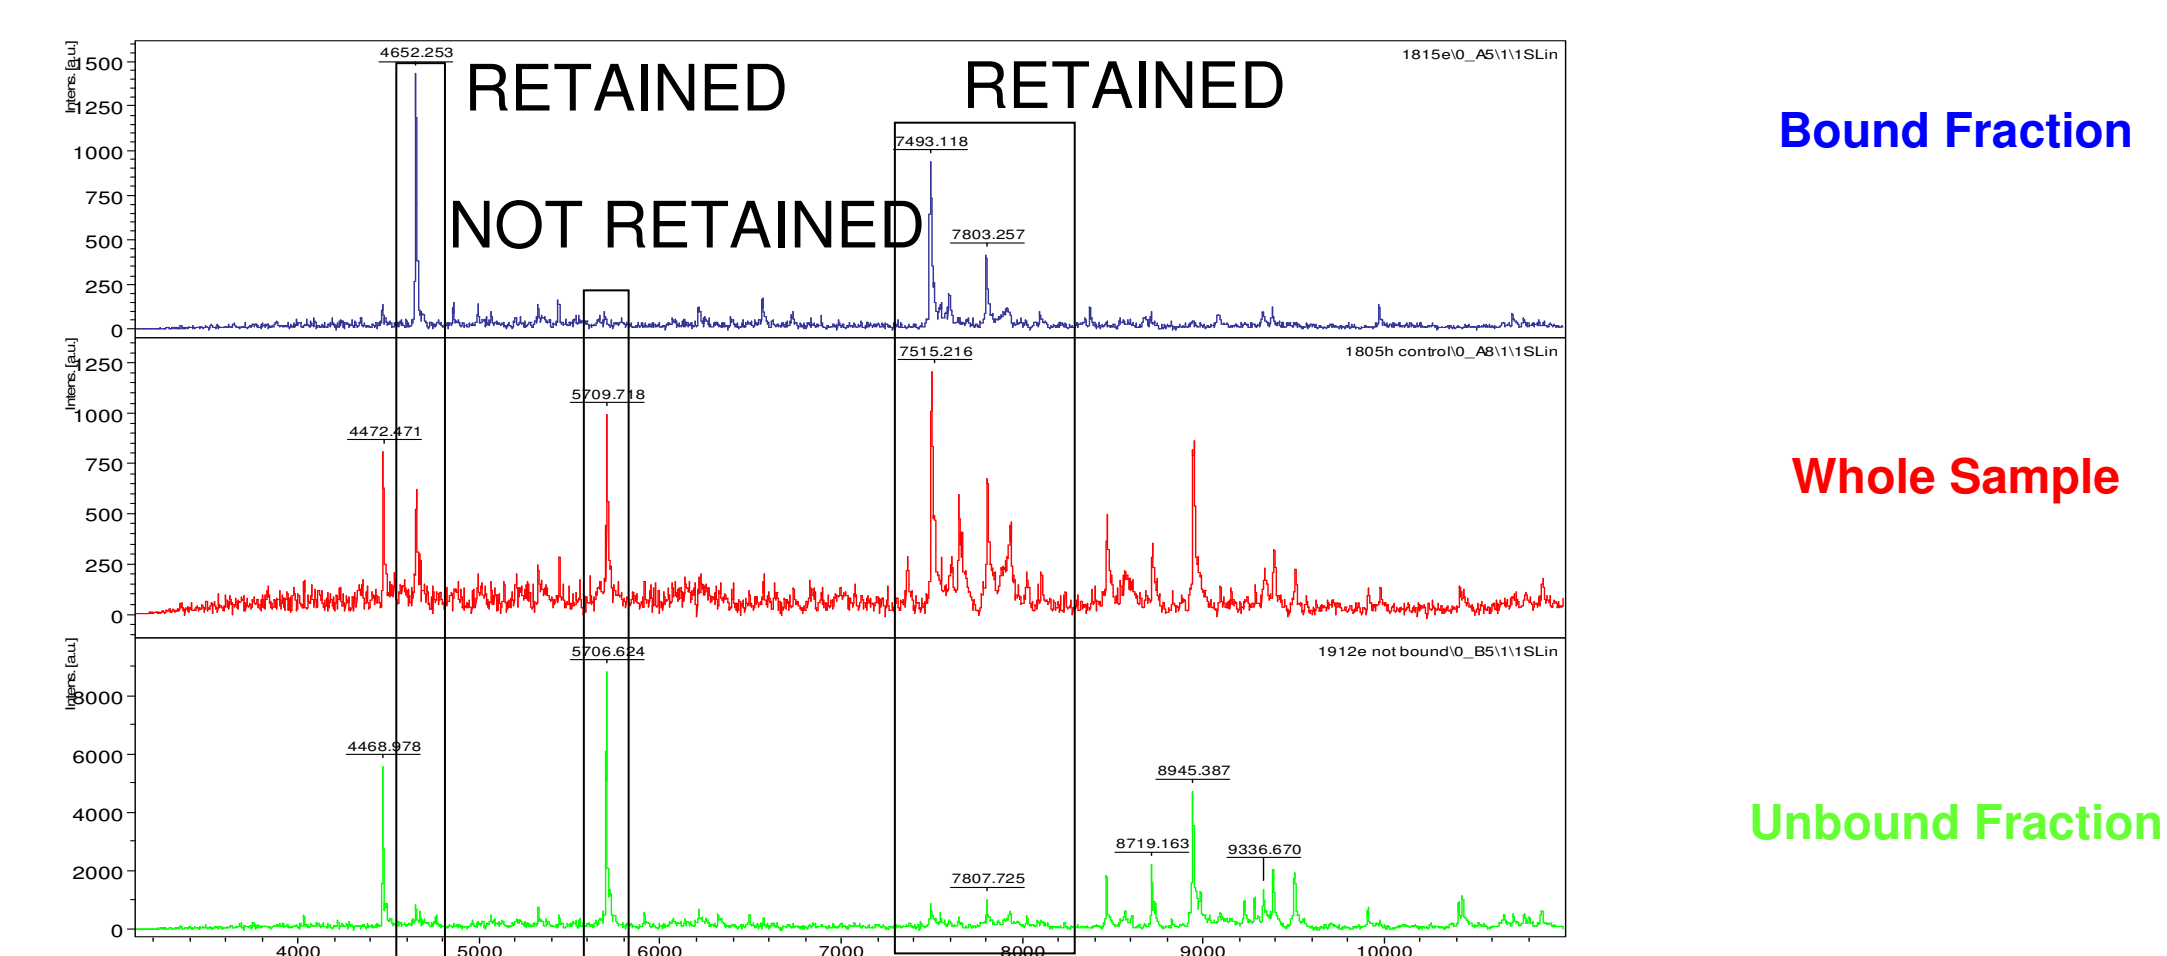 4652.253
1815e\0_A5\1\1SLin
Intens. [a.u.]
1500
1250
1000
750
500
250
0
RETAINED
RETAINED
NOT RETAINED
7493.118
7803.257
Bound Fraction
7515.216
1805h control\0_A8\1\1SLin
Intens. [a.u.]
1250
1000
750
500
250
0
5709.718
4472.471
Whole Sample
5706.624
1912e not bound\0_B5\1\1SLin
Intens. [a.u.]
8000
6000
4000
2000
0
4468.978
8945.387
8719.163
9336.670
7807.725
Unbound Fraction
4000 5000 6000 7000 8000 9000 10000